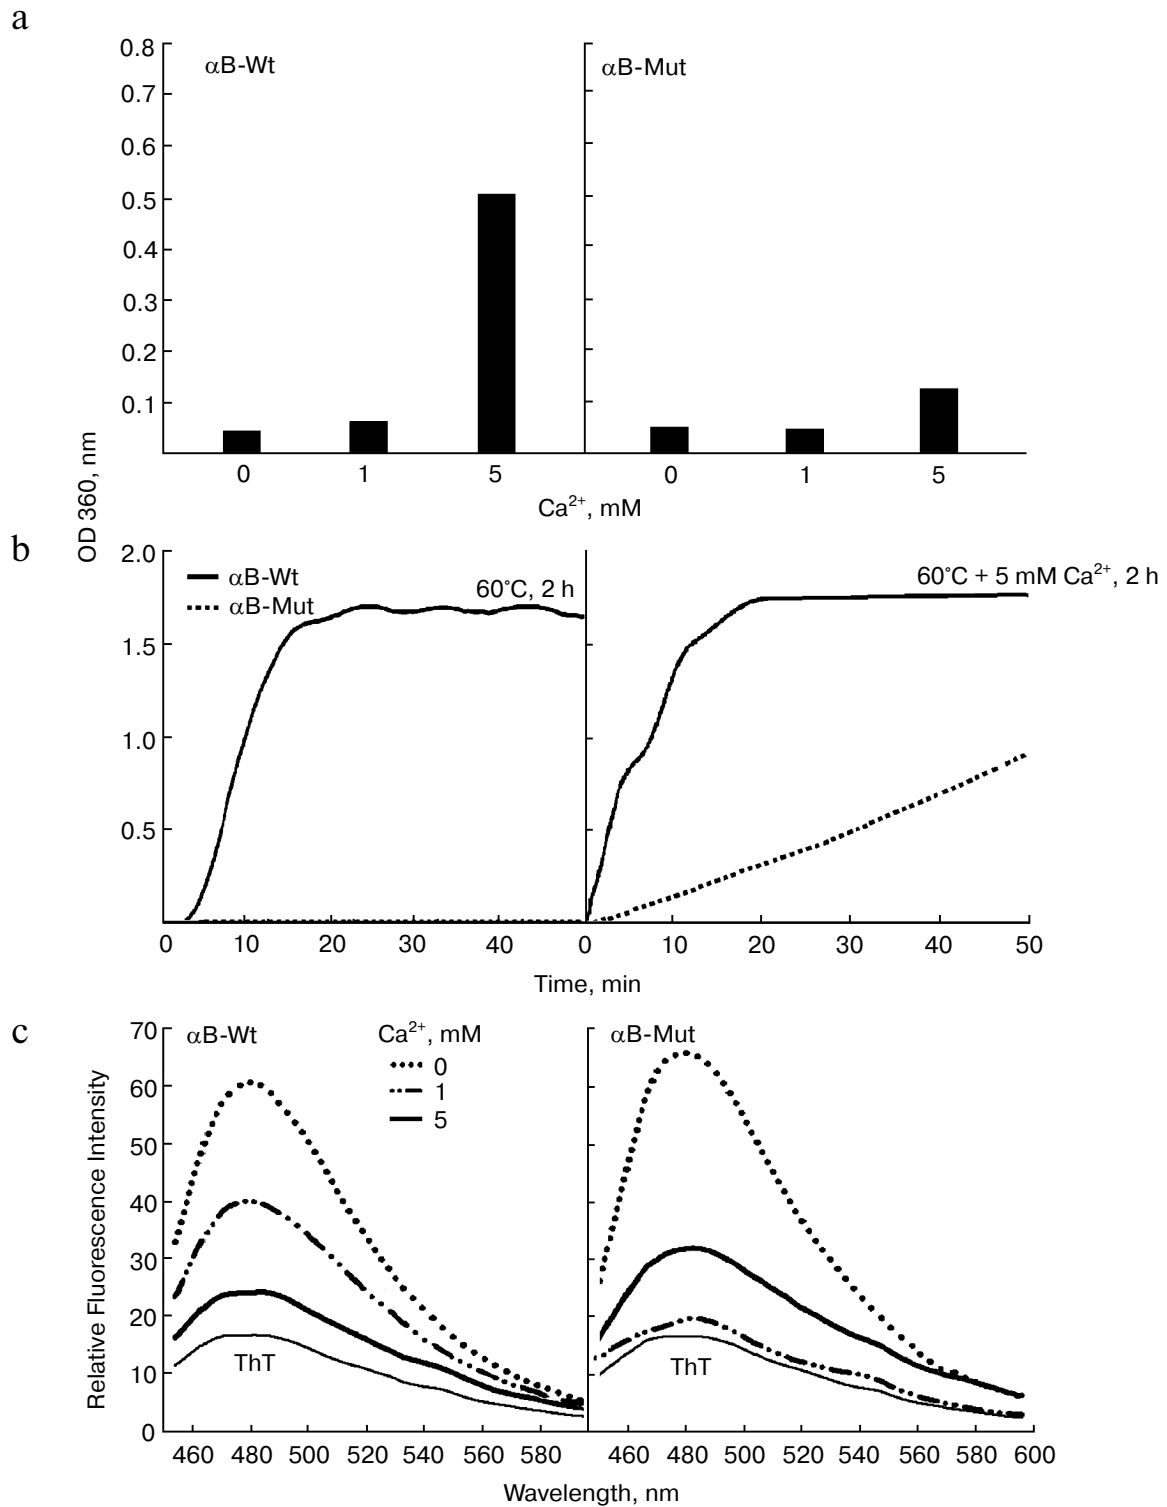 a
αB-Wt
αB-Mut
0.8
0.7
0.6
0.5
0.4
0.3
0.2
0.1
0 1 5 0 1 5
Ca²⁺, mM
OD 360, nm
b
αB-Wt
αB-Mut
60°C, 2 h
60°C + 5 mM Ca²⁺, 2 h
2.0
1.5
1.0
0.5
0 10 20 30 40 0 10 20 30 40 50
Time, min
c
αB-Wt
Ca²⁺, mM
0
1
5
αB-Mut
70
60
50
40
30
20
10
0
ThT
ThT
Relative Fluorescence Intensity
460 480 500 520 540 560 580 460 480 500 520 540 560 580 600
Wavelength, nm